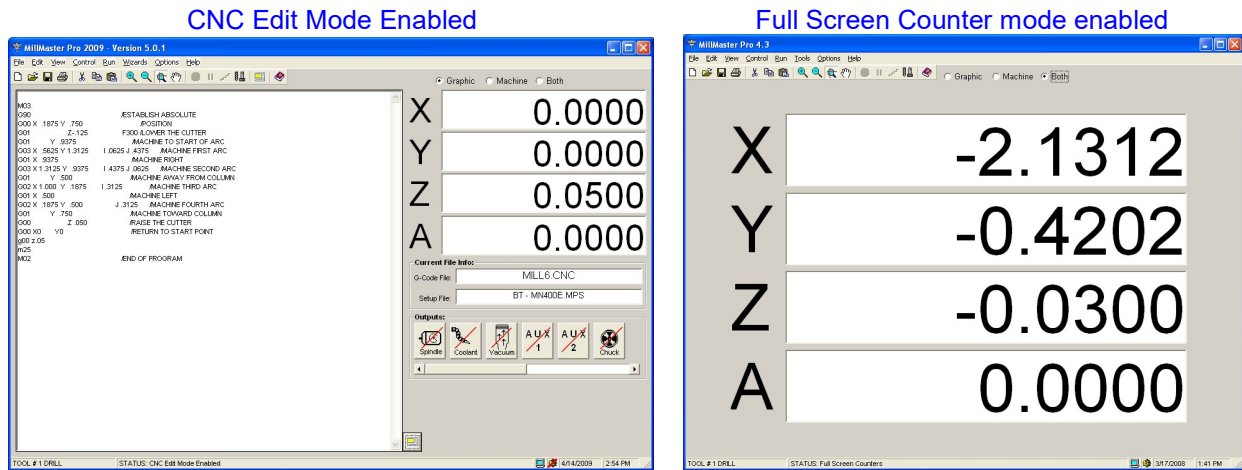 CNC Edit Mode Enabled
MillMaster Pro 2009 - Version 5.0.1
File Edit View Control Run Wizards Options Help
Graphic Machine Both
M03
G90 /ESTABLISH ABSOLUTE
G00 X .1875 Y .750 /POSITION
G01 Z-.125 F300 /LOWER THE CUTTER
G01 Y .9375 /MACHINE TO START OF ARC
G03 X .5625 Y 1.3125 I .0625 J .4375 /MACHINE FIRST ARC
G01 X .9375 /MACHINE RIGHT
G03 X 1.3125 Y .9375 I .4375 J .0625 /MACHINE SECOND ARC
G01 Y .500 /MACHINE AWAY FROM COLUMN
G02 X 1.000 Y .1875 I .3125 /MACHINE THIRD ARC
G01 X .500 /MACHINE LEFT
G02 X .1875 Y .500 J .3125 /MACHINE FOURTH ARC
G01 Y .750 /MACHINE TOWARD COLUMN
G00 Z .050 /RAISE THE CUTTER
G00 X0 Y0 /RETURN TO START POINT
g00 z.05
m25
M02 /END OF PROGRAM
X 0.0000
Y 0.0000
Z 0.0500
A 0.0000
Current File Info:
G-Code File: MILL6.CNC
Setup File: BT - MN400E.MPS
Outputs:
Spindle
Coolant
Vacuum
AUX 1
AUX 2
Chuck
TOOL # 1 DRILL STATUS: CNC Edit Mode Enabled 4/14/2009 2:54 PM
Full Screen Counter mode enabled
MillMaster Pro 4.3
File Edit View Control Run Tools Options Help
Graphic Machine Both
X -2.1312
Y -0.4202
Z -0.0300
A 0.0000
TOOL # 1 DRILL STATUS: Full Screen Counters 3/17/2008 1:41 PM